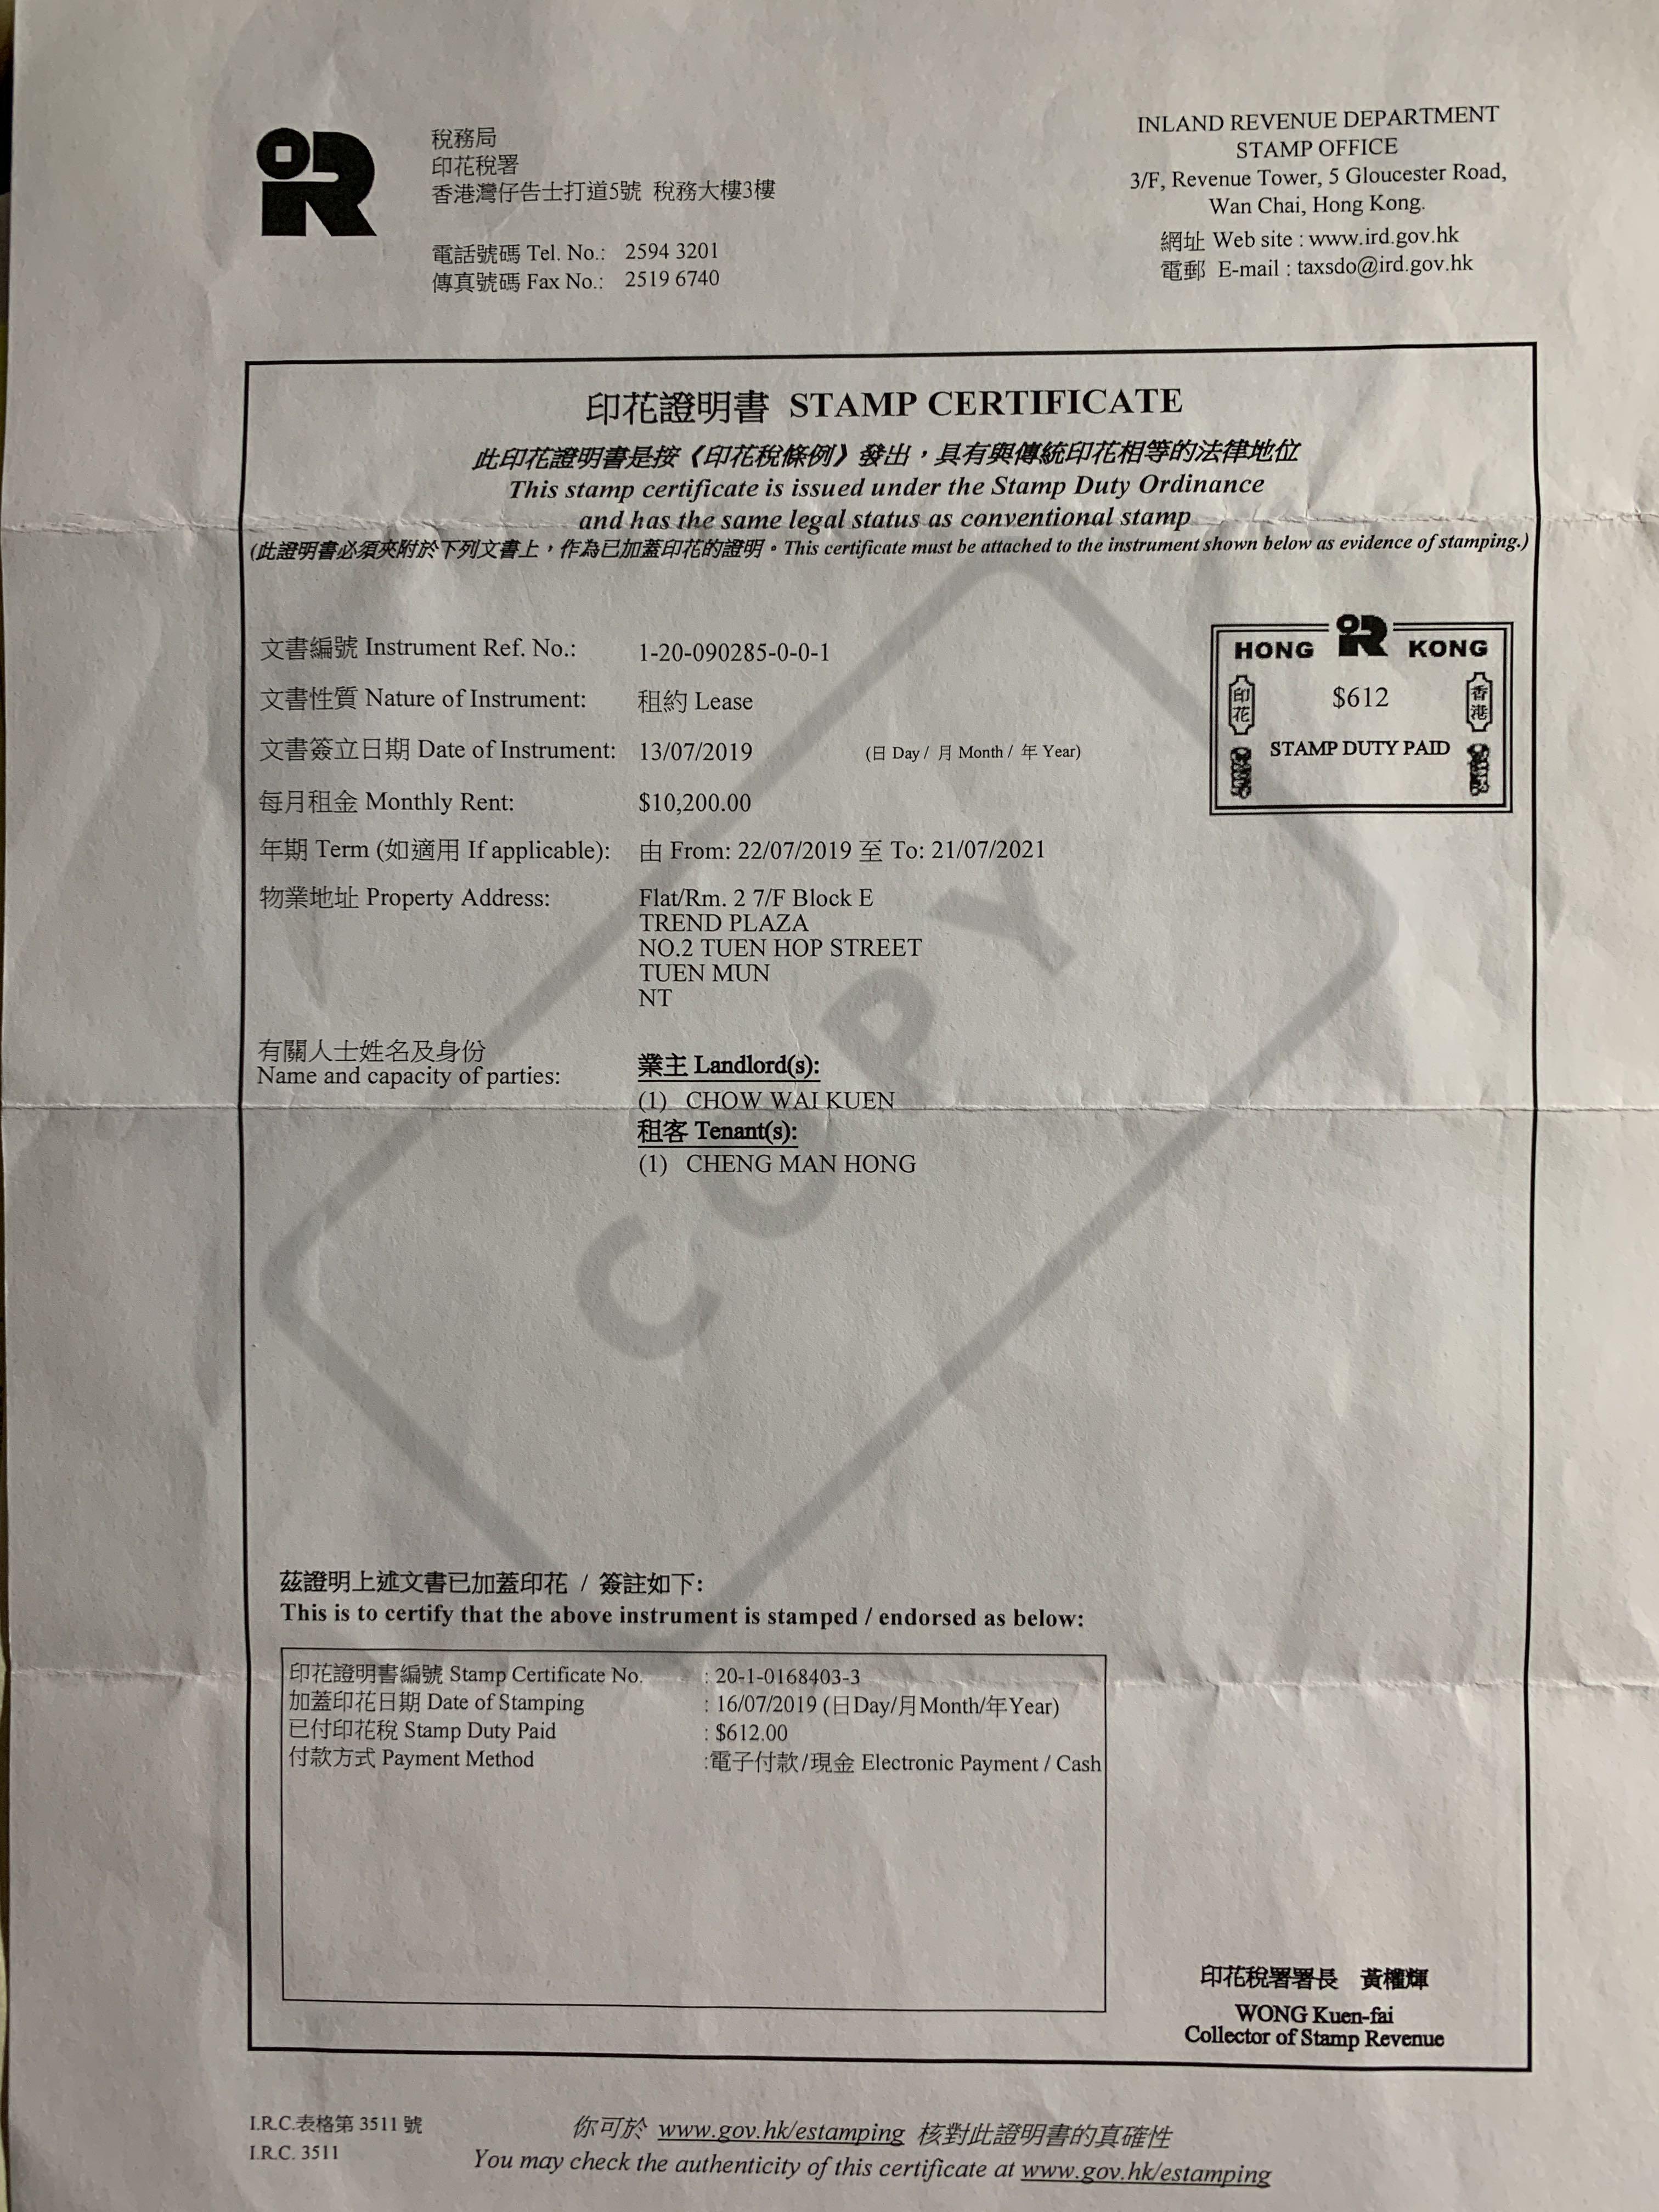 稅務局
印花稅署
香港灣仔告士打道5號 稅務大樓3樓
電話號碼 Tel. No.: 2594 3201
傳真號碼 Fax No.: 2519 6740
INLAND REVENUE DEPARTMENT
STAMP OFFICE
3/F, Revenue Tower, 5 Gloucester Road,
Wan Chai, Hong Kong.
網址 Web site : www.ird.gov.hk
電郵 E-mail : taxsdo@ird.gov.hk
印花證明書 STAMP CERTIFICATE
此印花證明書是按《印花稅條例》發出，具有與傳統印花相等的法律地位
This stamp certificate is issued under the Stamp Duty Ordinance
and has the same legal status as conventional stamp
(此證明書必須夾附於下列文書上，作為已加蓋印花的證明。This certificate must be attached to the instrument shown below as evidence of stamping.)
HONG KONG
印花 $612 香港
STAMP DUTY PAID
文書編號 Instrument Ref. No.: 1-20-090285-0-0-1
文書性質 Nature of Instrument: 租約 Lease
文書簽立日期 Date of Instrument: 13/07/2019 (日 Day / 月 Month / 年 Year)
每月租金 Monthly Rent: $10,200.00
年期 Term (如適用 If applicable): 由 From: 22/07/2019 至 To: 21/07/2021
物業地址 Property Address: Flat/Rm. 2 7/F Block E
TREND PLAZA
NO.2 TUEN HOP STREET
TUEN MUN
NT
有關人士姓名及身份
Name and capacity of parties:
業主 Landlord(s):
(1) CHOW WAI KUEN
租客 Tenant(s):
(1) CHENG MAN HONG
COPY
茲證明上述文書已加蓋印花 / 簽註如下:
This is to certify that the above instrument is stamped / endorsed as below:
印花證明書編號 Stamp Certificate No. : 20-1-0168403-3
加蓋印花日期 Date of Stamping : 16/07/2019 (日Day/月Month/年Year)
已付印花稅 Stamp Duty Paid : $612.00
付款方式 Payment Method :電子付款/現金 Electronic Payment / Cash
印花稅署署長 黃權輝
WONG Kuen-fai
Collector of Stamp Revenue
I.R.C.表格第 3511 號
I.R.C. 3511
你可於 www.gov.hk/estamping 核對此證明書的真確性
You may check the authenticity of this certificate at www.gov.hk/estamping